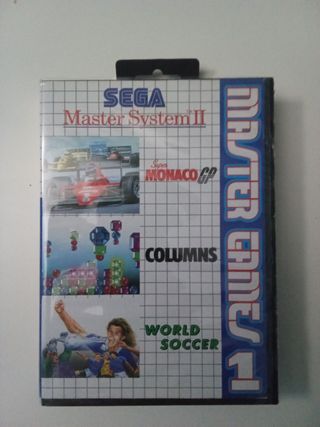 SEGA
Master System II
Super
MONACO GP
COLUMNS
WORLD
SOCCER
MASTER GAMES 1